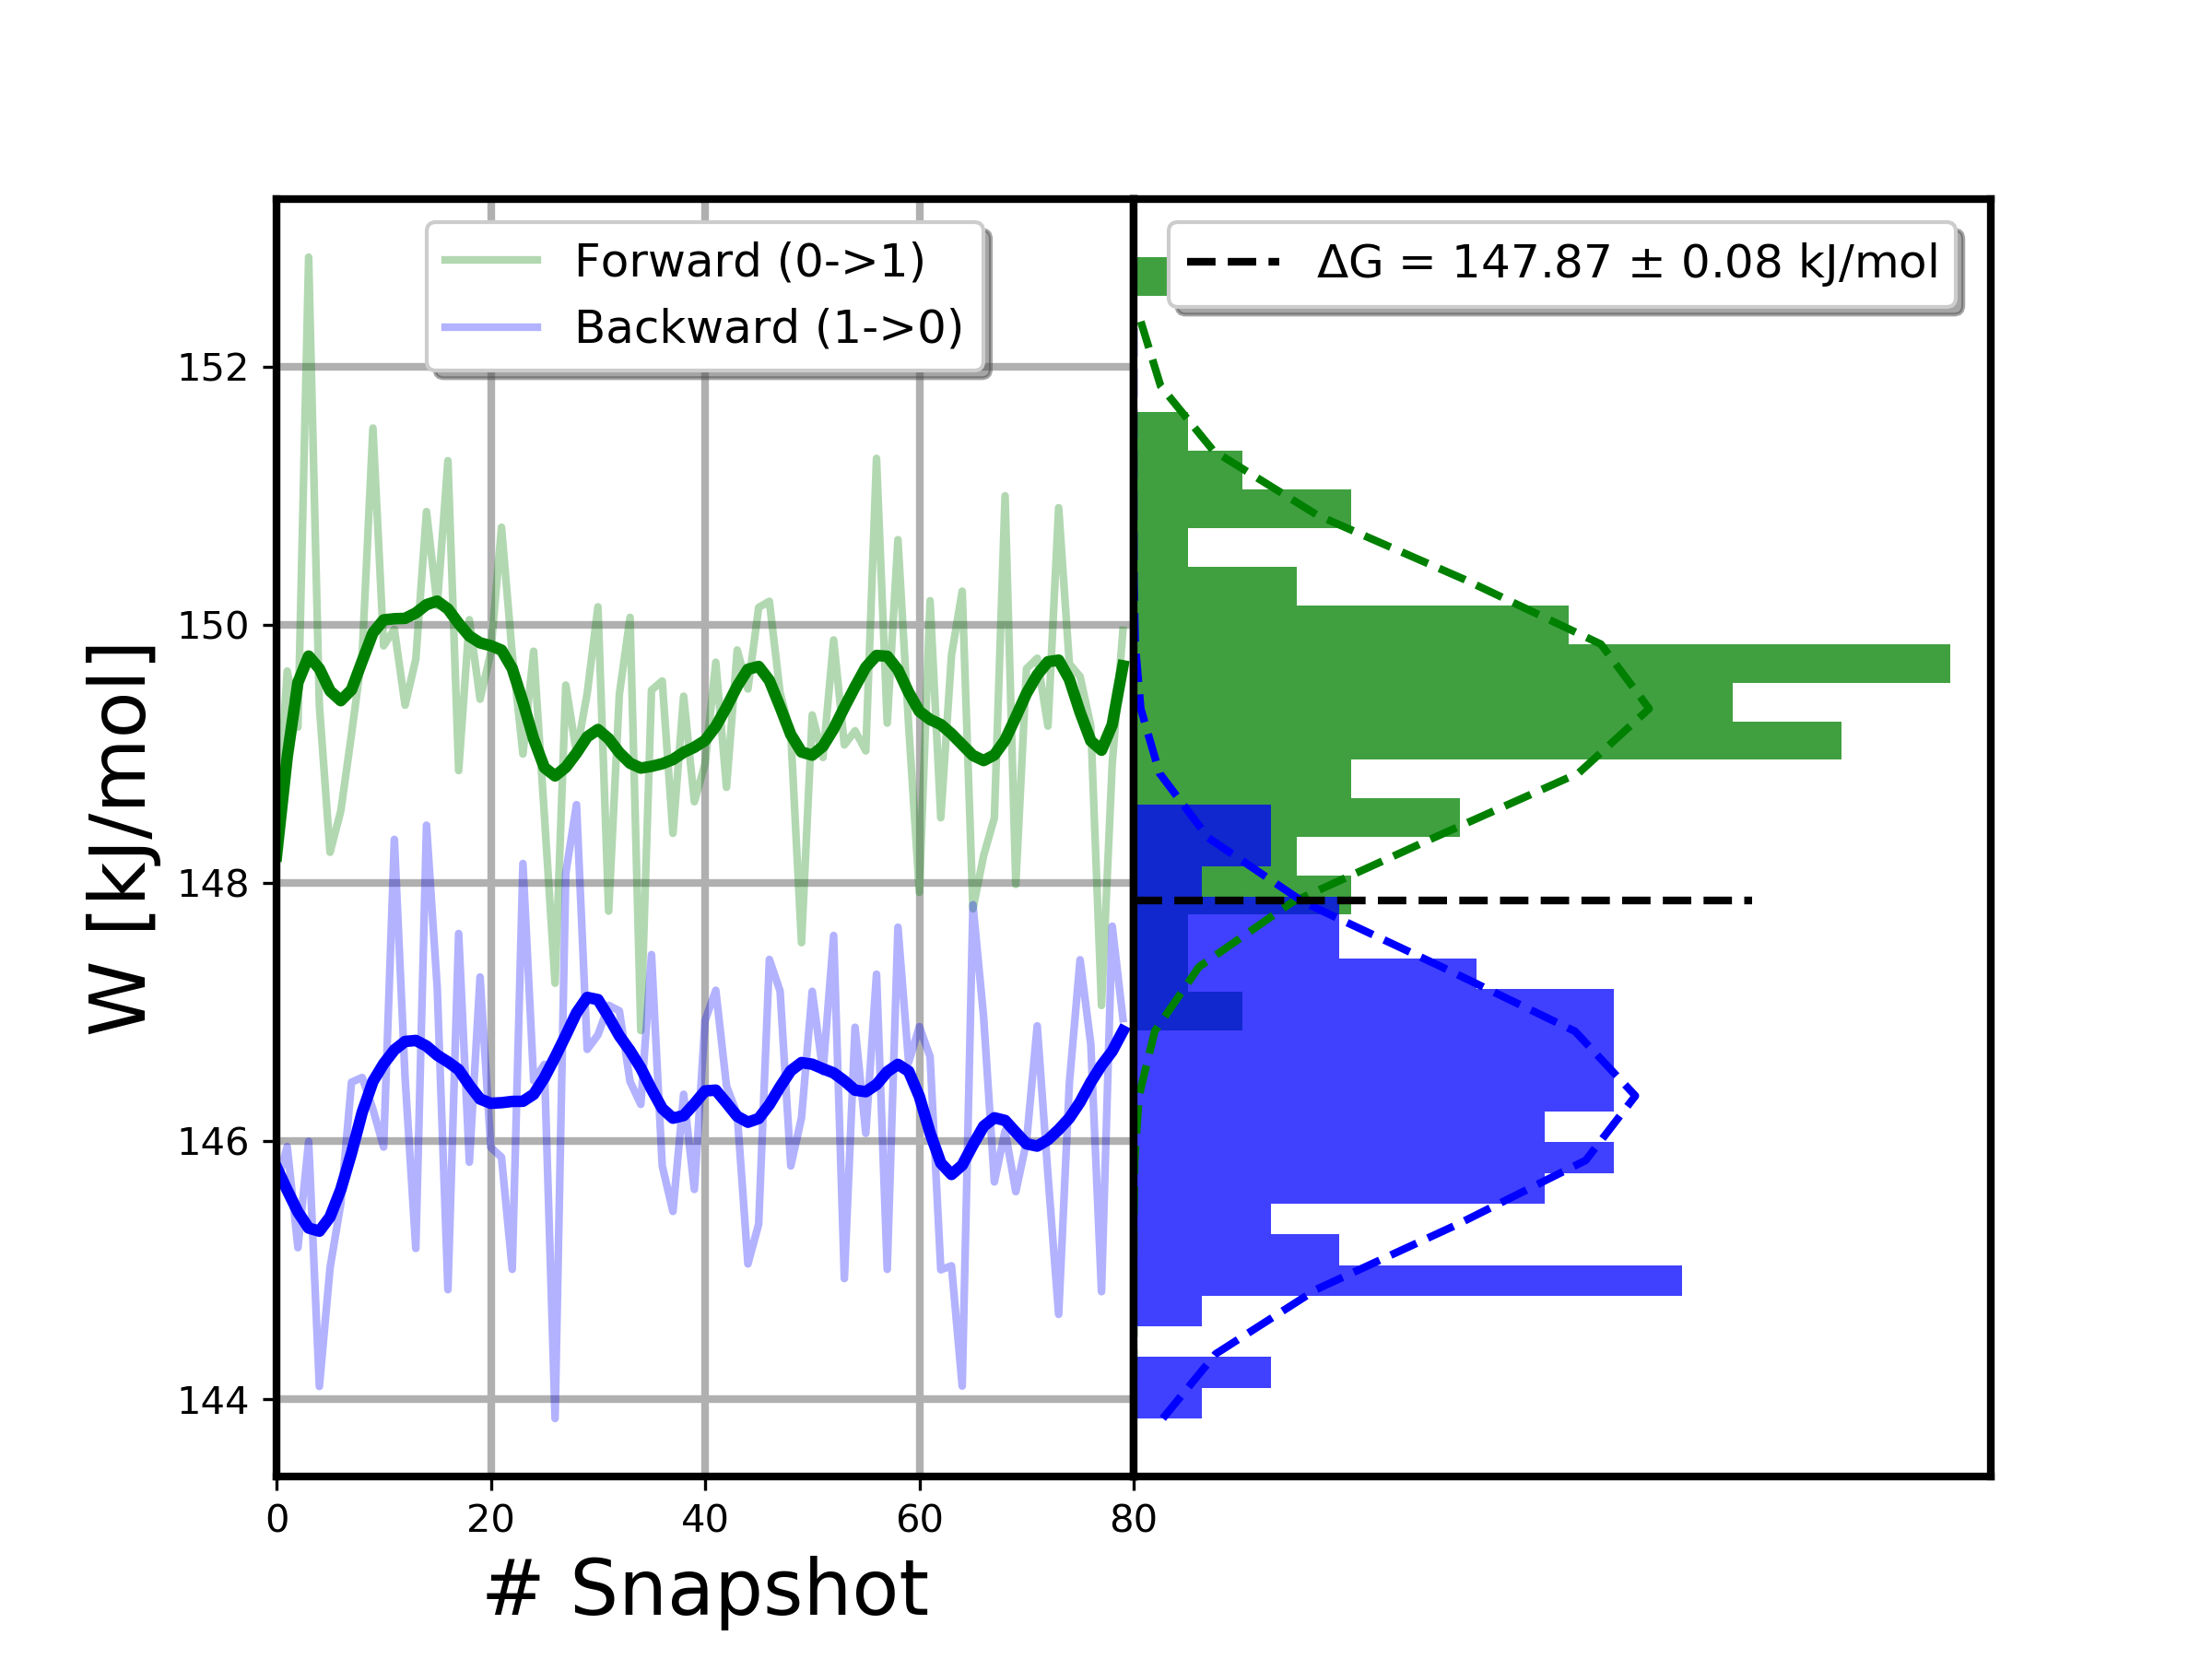 Forward (0->1)
Backward (1->0)
ΔG = 147.87 ± 0.08 kJ/mol
W [kJ/mol]
152
150
148
146
144
0 20 40 60 80
# Snapshot